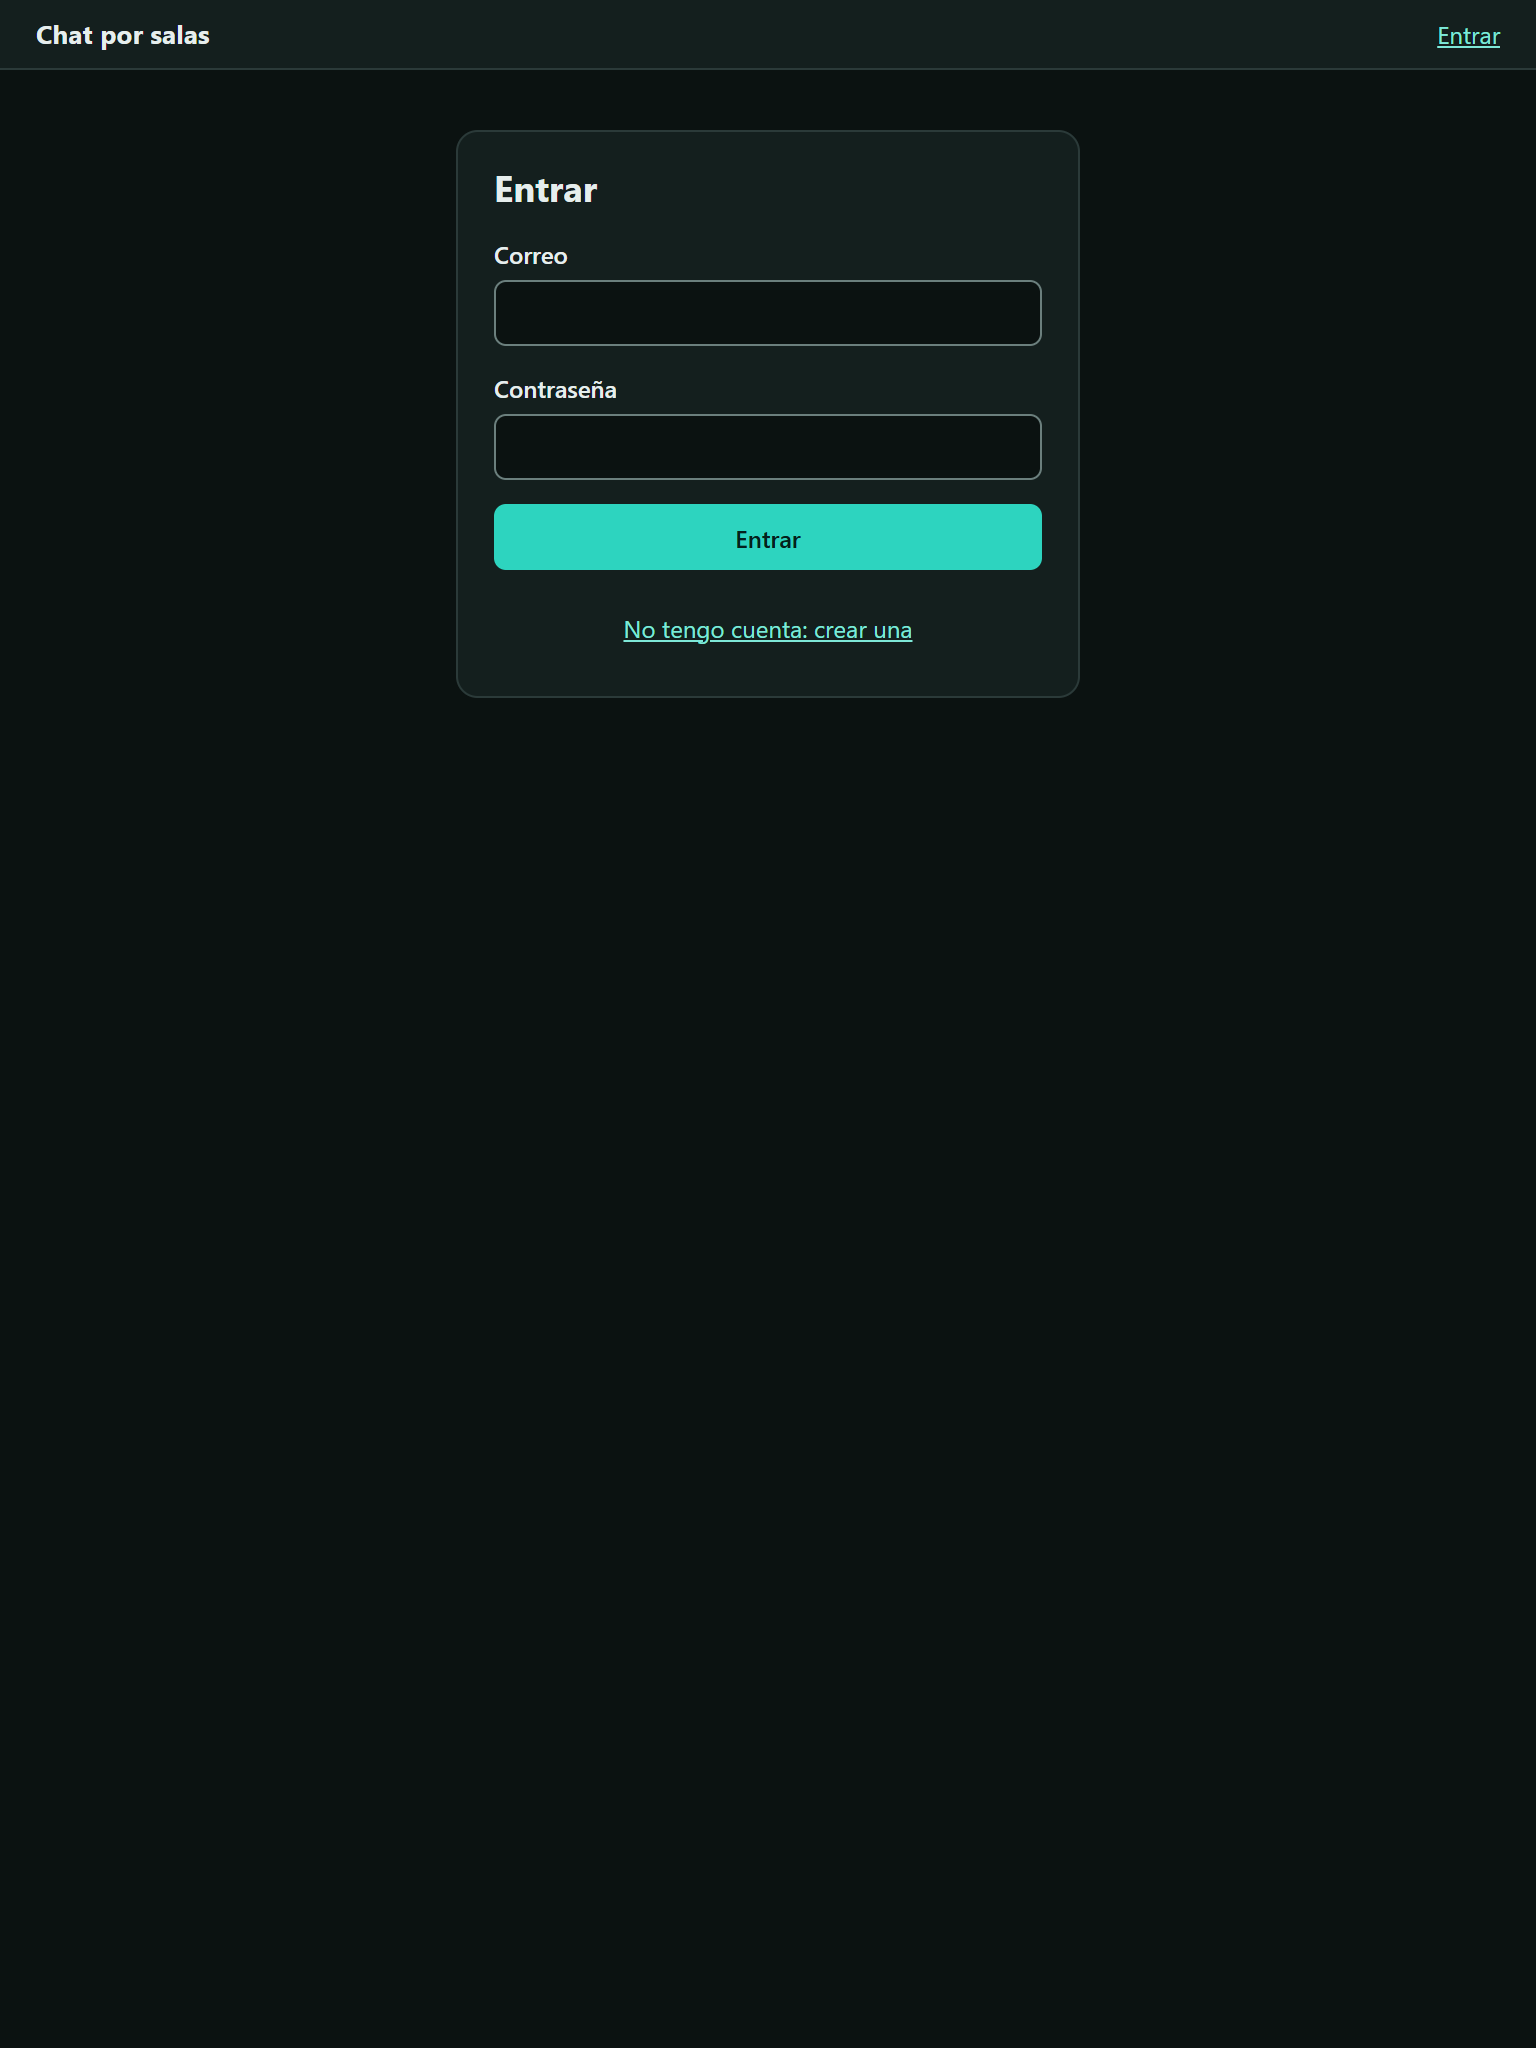 Chat por salas
Entrar
Entrar
Correo
Contraseña
Entrar
No tengo cuenta: crear una